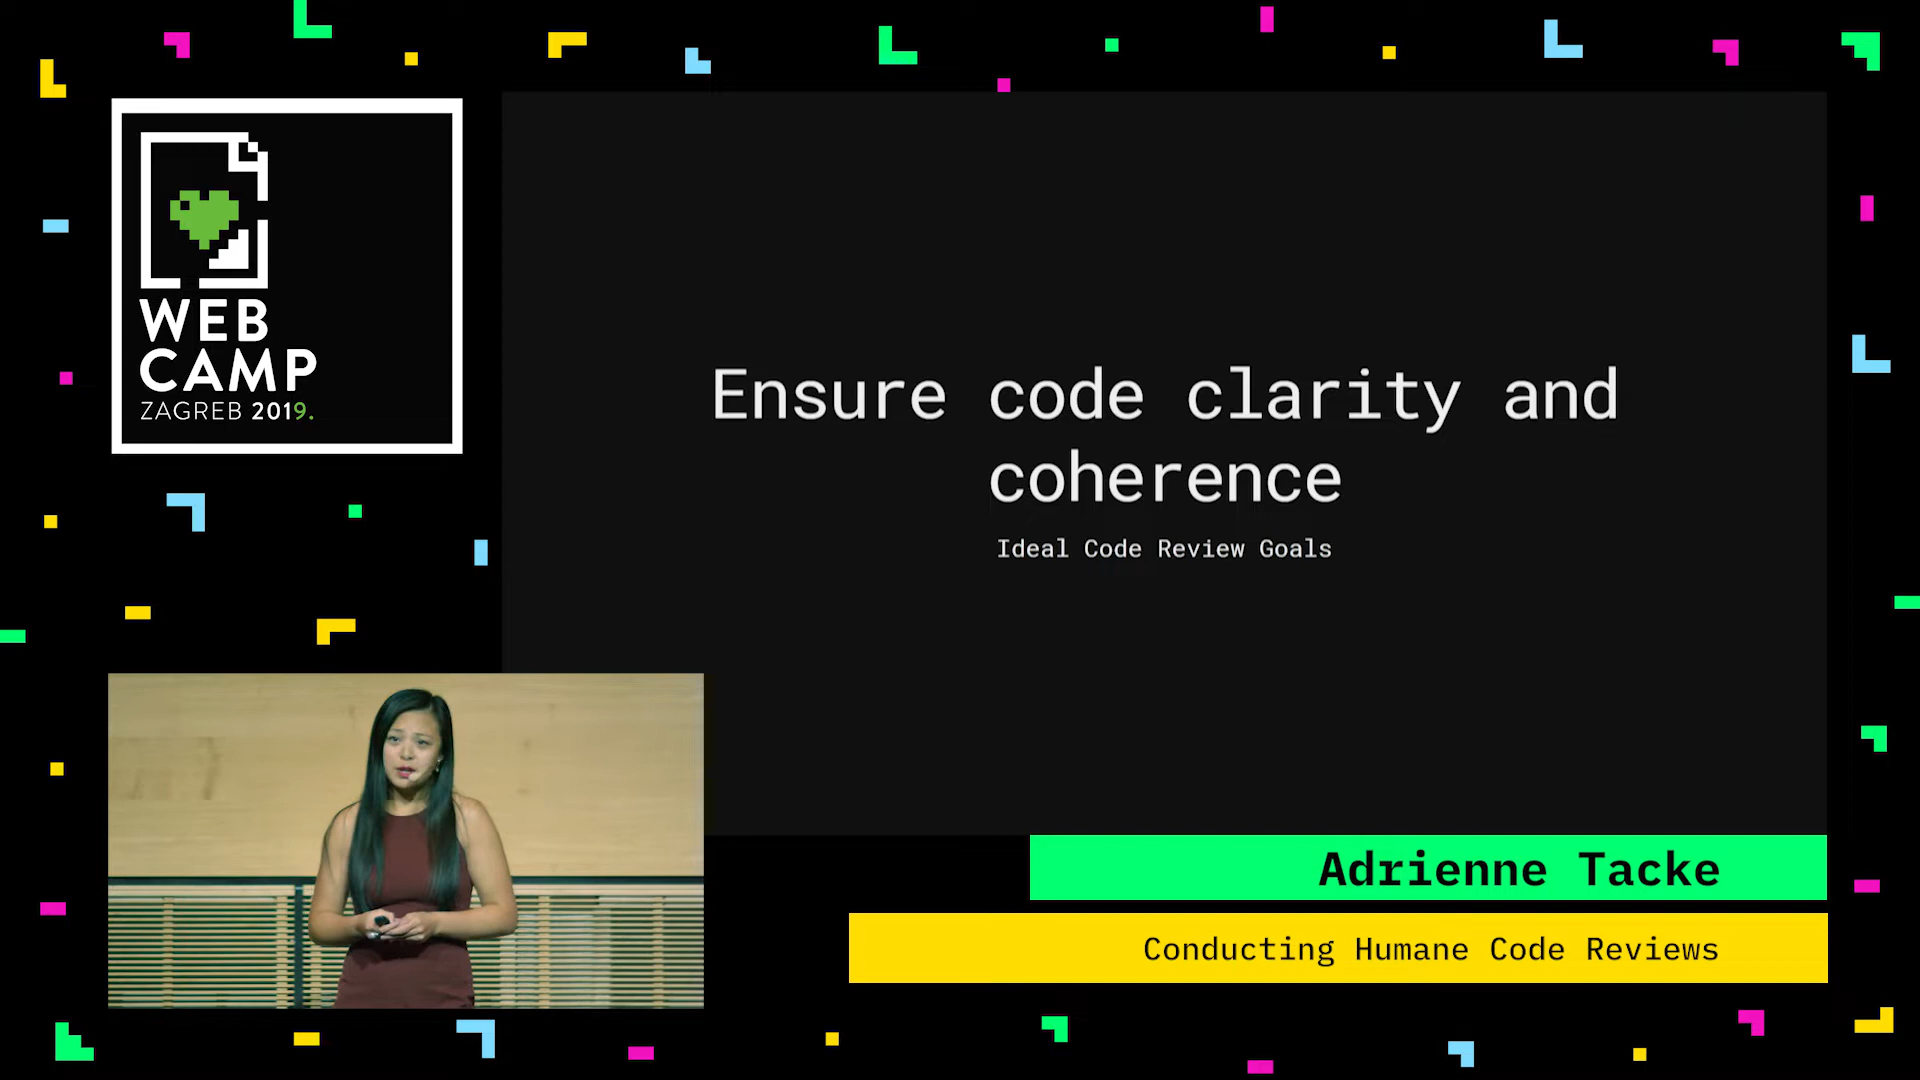 WEB
CAMP
ZAGREB 2019.
Ensure code clarity and
coherence
Ideal Code Review Goals
Adrienne Tacke
Conducting Humane Code Reviews